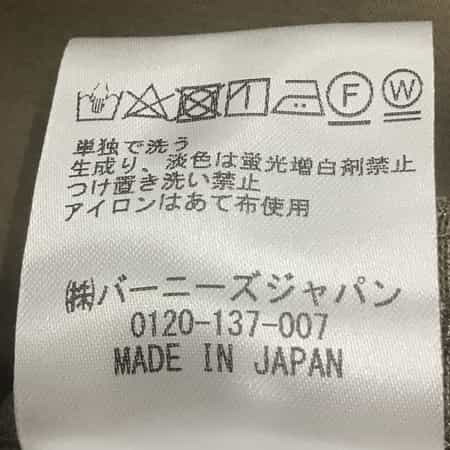 F W
単独で洗う
生成り、淡色は蛍光増白剤禁止
つけ置き洗い禁止
アイロンはあて布使用
㈱バーニーズジャパン
0120-137-007
MADE IN JAPAN